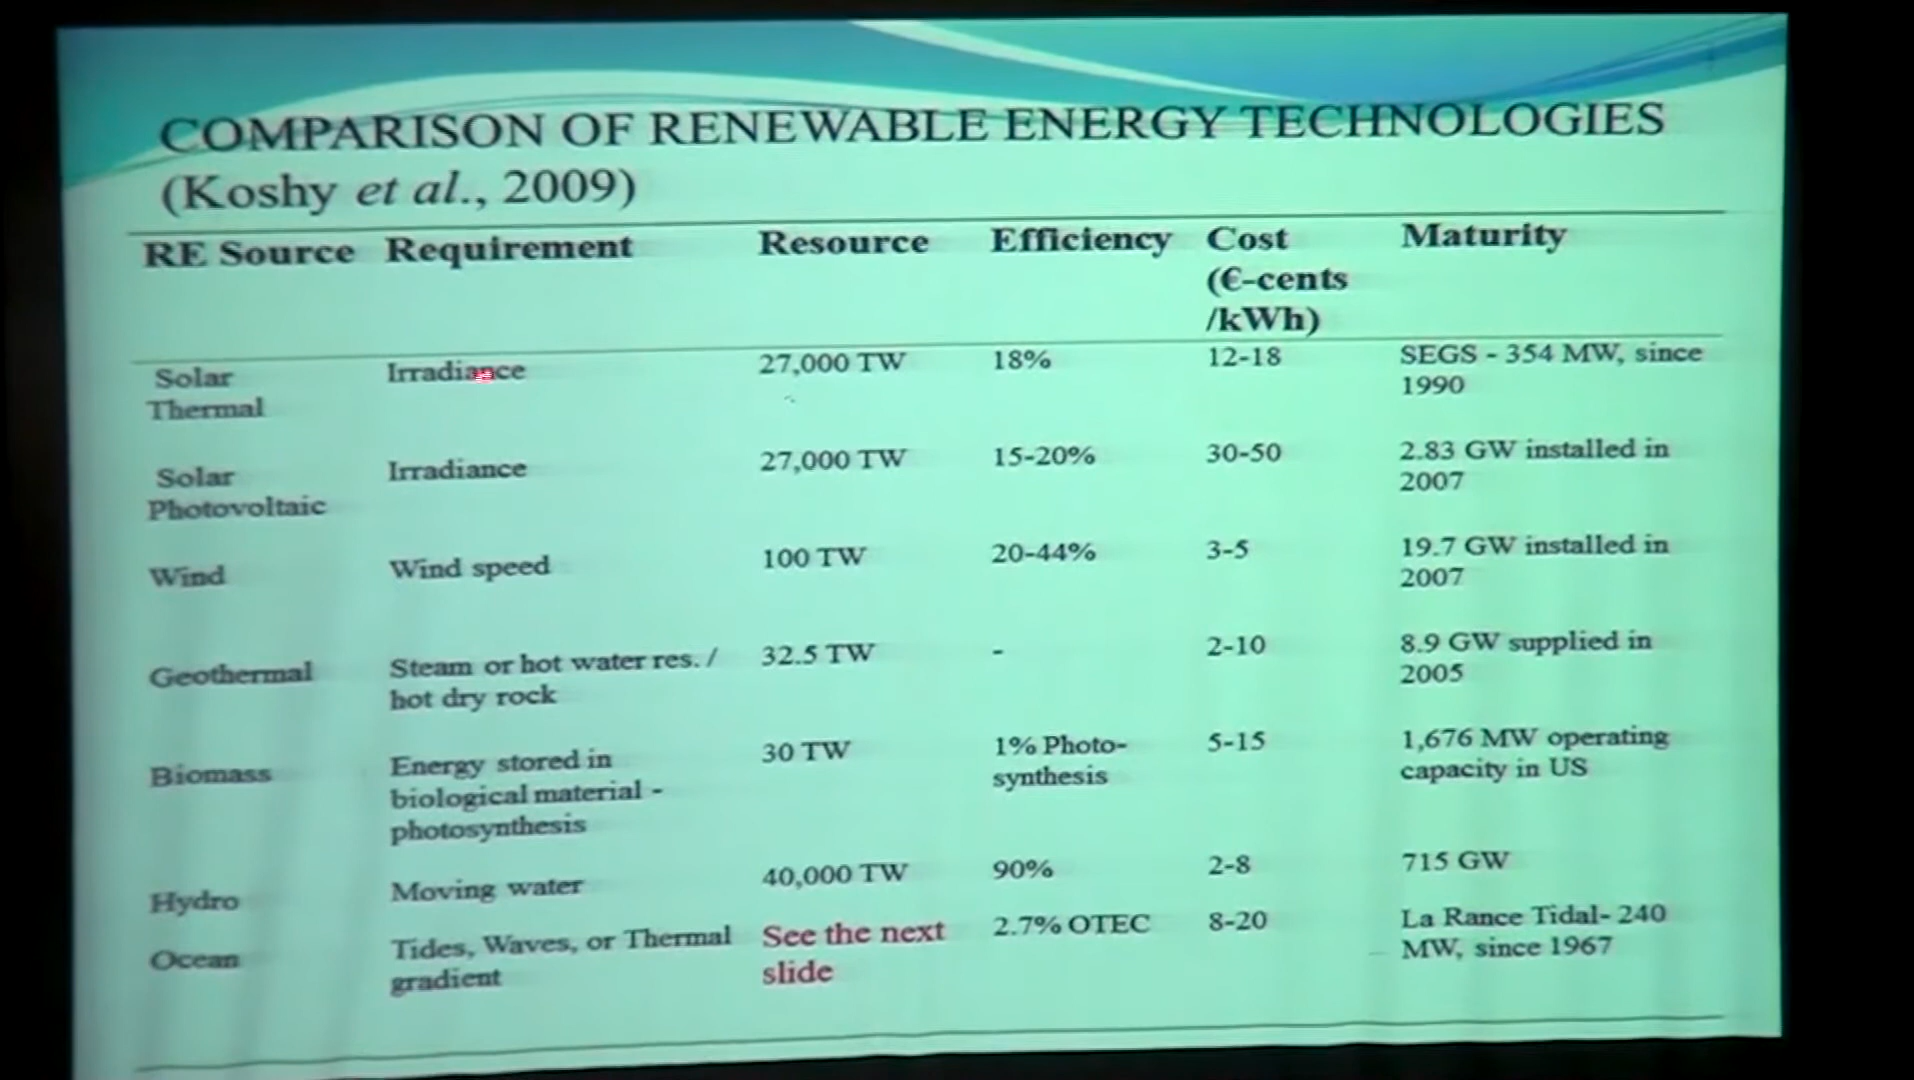 COMPARISON OF RENEWABLE ENERGY TECHNOLOGIES
(Koshy et al., 2009)
RE Source Requirement Resource Efficiency Cost (€-cents /kWh) Maturity
Solar Thermal Irradiance 27,000 TW 18% 12-18 SEGS - 354 MW, since 1990
Solar Photovoltaic Irradiance 27,000 TW 15-20% 30-50 2.83 GW installed in 2007
Wind Wind speed 100 TW 20-44% 3-5 19.7 GW installed in 2007
Geothermal Steam or hot water res. / hot dry rock 32.5 TW - 2-10 8.9 GW supplied in 2005
Biomass Energy stored in biological material - photosynthesis 30 TW 1% Photo-synthesis 5-15 1,676 MW operating capacity in US
Hydro Moving water 40,000 TW 90% 2-8 715 GW
Ocean Tides, Waves, or Thermal gradient See the next slide 2.7% OTEC 8-20 La Rance Tidal- 240 MW, since 1967